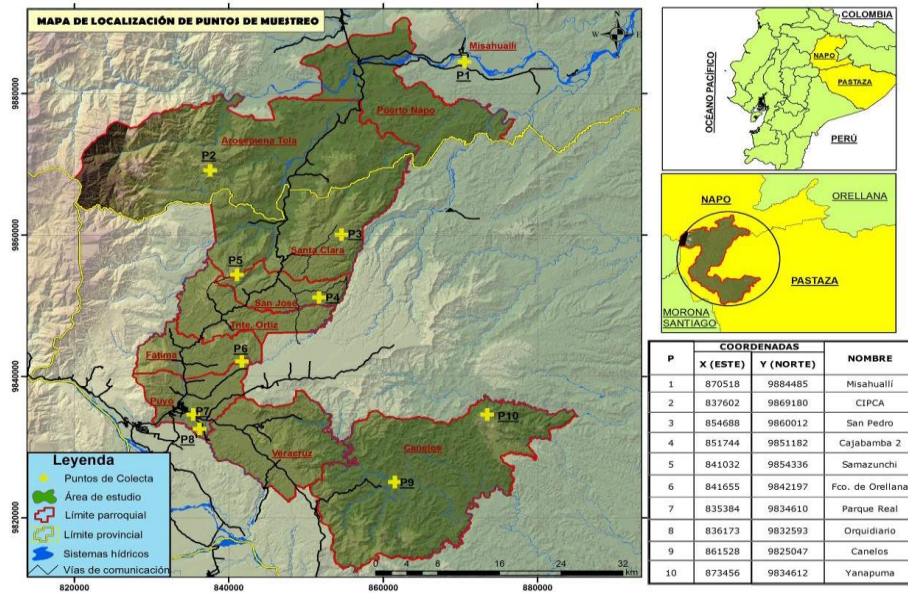 MAPA DE LOCALIZACIÓN DE PUNTOS DE MUESTREO
N
W E
Misahuallí
P1
Puerto Napo
Arosemena Tola
P2
P3
Santa Clara
P5
San José
P4
Tnte. Ortiz
Fátima
P6
Puyo
P7
P8
P10
Veracruz
Canelos
P9
9880000
9860000
9840000
9820000
820000 840000 860000 880000
0 4 8 16 24 32
km
Leyenda
Puntos de Colecta
Área de estudio
Límite parroquial
Límite provincial
Sistemas hídricos
Vías de comunicación
COLOMBIA
NAPO
PASTAZA
OCÉANO PACÍFICO
PERÚ
NAPO
ORELLANA
PASTAZA
MORONA
SANTIAGO
P COORDENADAS NOMBRE
X (ESTE) Y (NORTE)
1 870518 9884485 Misahuallí
2 837602 9869180 CIPCA
3 854688 9860012 San Pedro
4 851744 9851182 Cajabamba 2
5 841032 9854336 Samazunchi
6 841655 9842197 Fco. de Orellana
7 835384 9834610 Parque Real
8 836173 9832593 Orquidiario
9 861528 9825047 Canelos
10 873456 9834612 Yanapuma